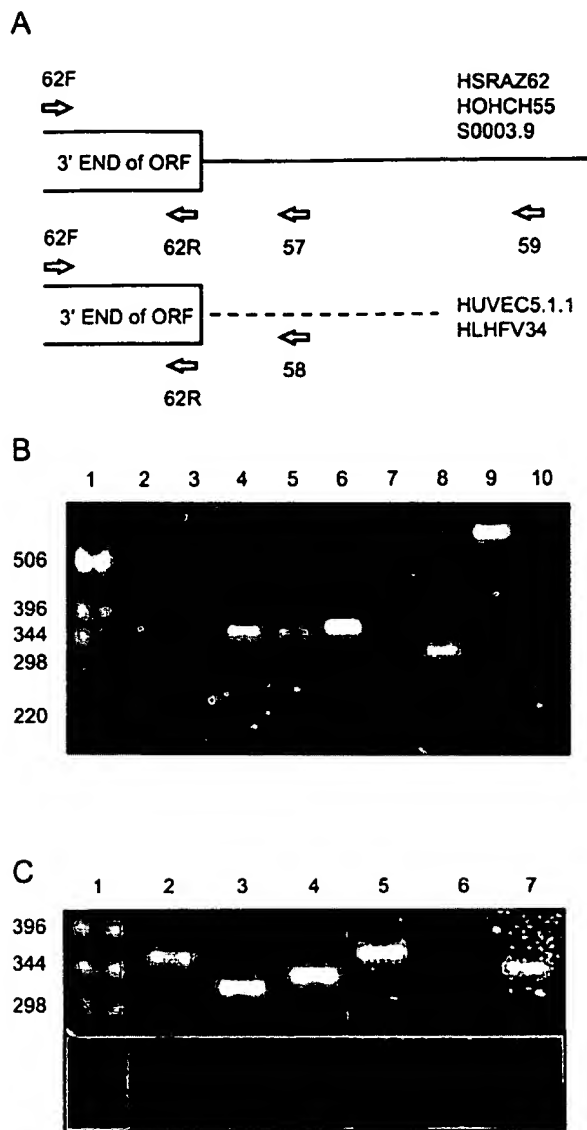 A
62F
HSRAZ62
HOHCH55
S0003.9
3' END of ORF
62R 57 59
62F
3' END of ORF
HUVEC5.1.1
HLHFV34
58
62R
B
1 2 3 4 5 6 7 8 9 10
506
396
344
298
220
C
1 2 3 4 5 6 7
396
344
298